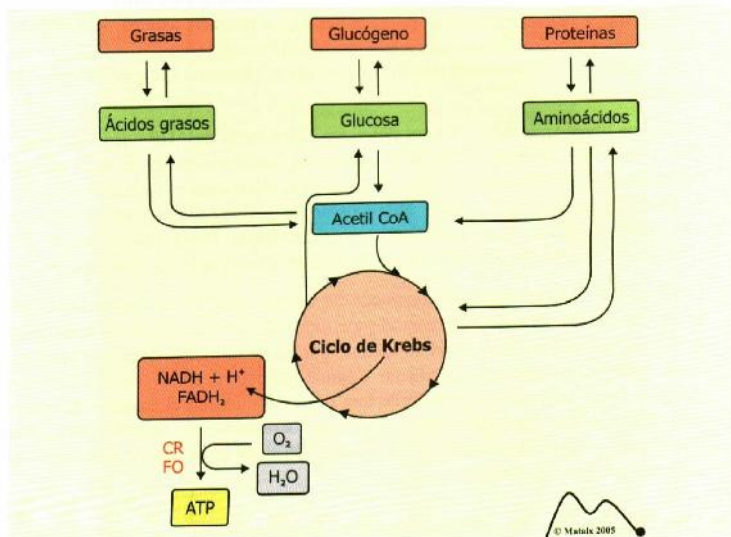 Grasas
Glucógeno
Proteínas
Ácidos grasos
Glucosa
Aminoácidos
Acetil CoA
Ciclo de Krebs
NADH + H⁺
FADH₂
CR
FO
O₂
H₂O
ATP
© Mataix 2005